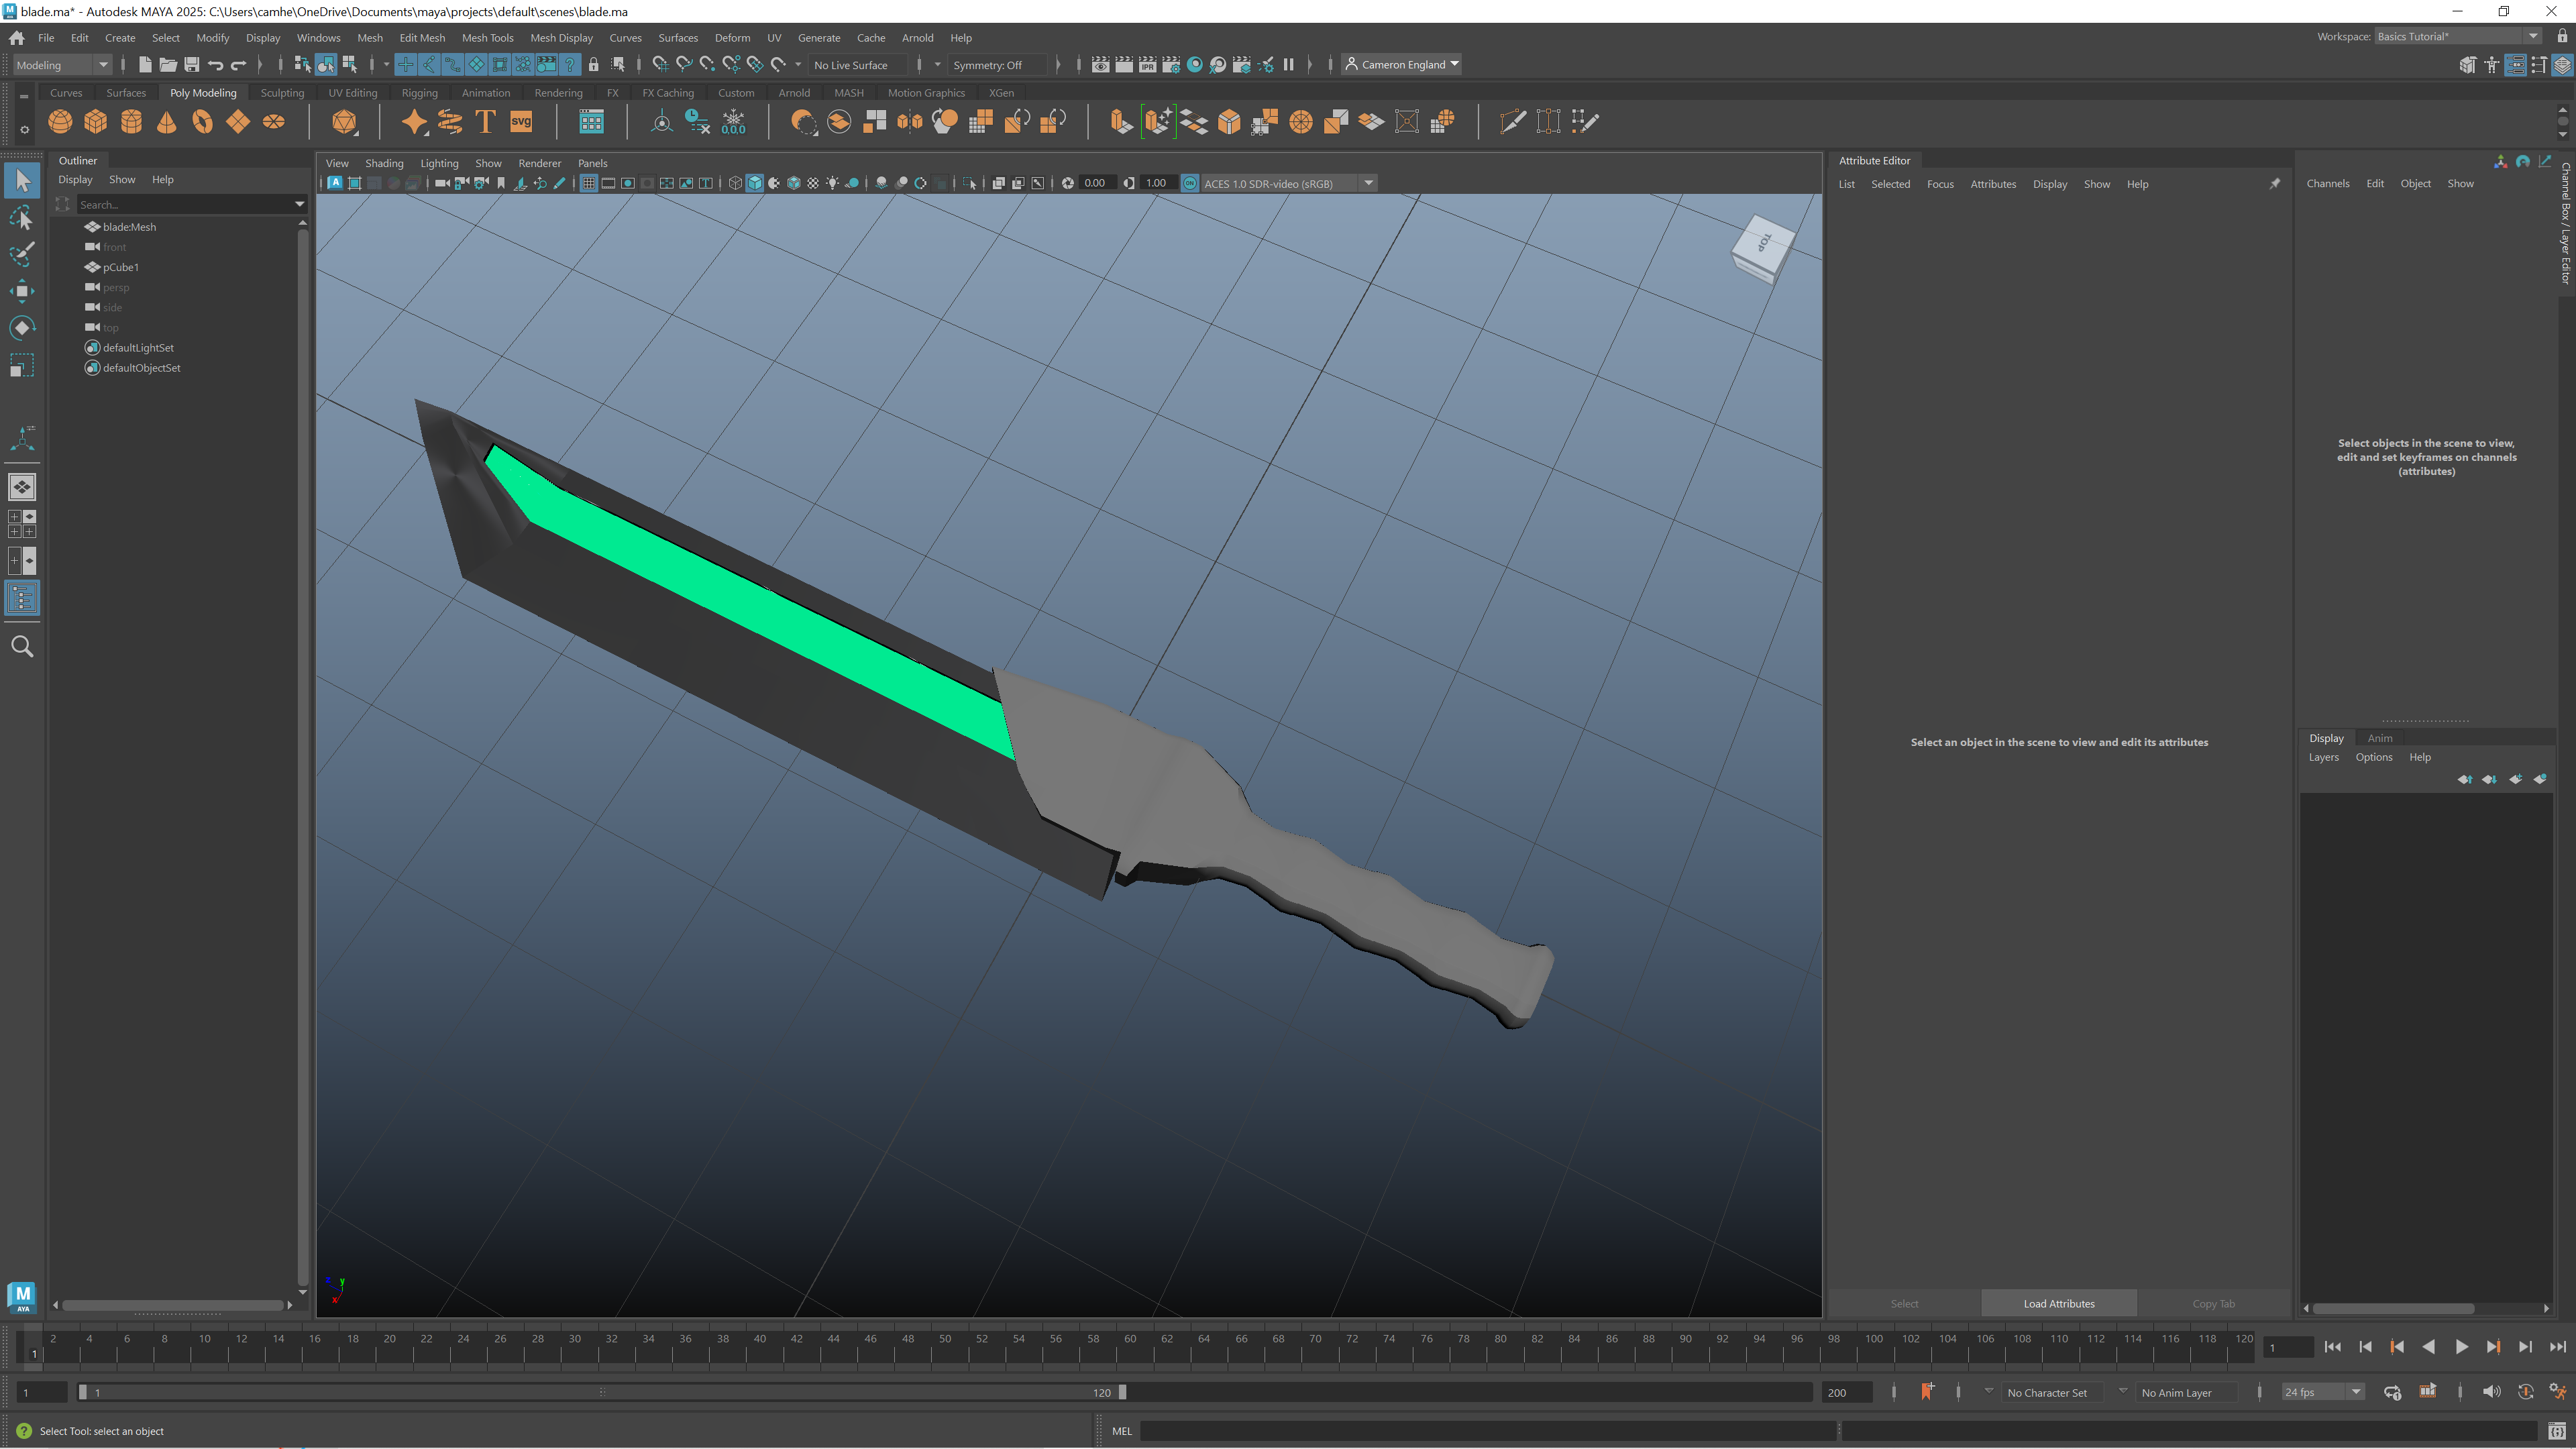 blade.ma* - Autodesk MAYA 2025: C:\Users\camhe\OneDrive\Documents\maya\projects\default\scenes\blade.ma
File Edit Create Select Modify Display Windows Mesh Edit Mesh Mesh Tools Mesh Display Curves Surfaces Deform UV Generate Cache Arnold Help
Workspace: Basics Tutorial*
Modeling
No Live Surface
Symmetry: Off
IPR
Cameron England
Curves Surfaces Poly Modeling Sculpting UV Editing Rigging Animation Rendering FX FX Caching Custom Arnold MASH Motion Graphics XGen
T
SVG
0,0,0
Outliner
Display Show Help
Search...
blade:Mesh
front
pCube1
persp
side
top
defaultLightSet
defaultObjectSet
View Shading Lighting Show Renderer Panels
0.00
1.00
ON
ACES 1.0 SDR-video (sRGB)
TOP
y
x
Attribute Editor
List Selected Focus Attributes Display Show Help
Select an object in the scene to view and edit its attributes
Select
Load Attributes
Copy Tab
Channels Edit Object Show
Channel Box / Layer Editor
Select objects in the scene to view,
edit and set keyframes on channels
(attributes)
Display Anim
Layers Options Help
M
AYA
2 4 6 8 10 12 14 16 18 20 22 24 26 28 30 32 34 36 38 40 42 44 46 48 50 52 54 56 58 60 62 64 66 68 70 72 74 76 78 80 82 84 86 88 90 92 94 96 98 100 102 104 106 108 110 112 114 116 118 120
1
1
1
1
120
200
No Character Set
No Anim Layer
24 fps
Select Tool: select an object
MEL